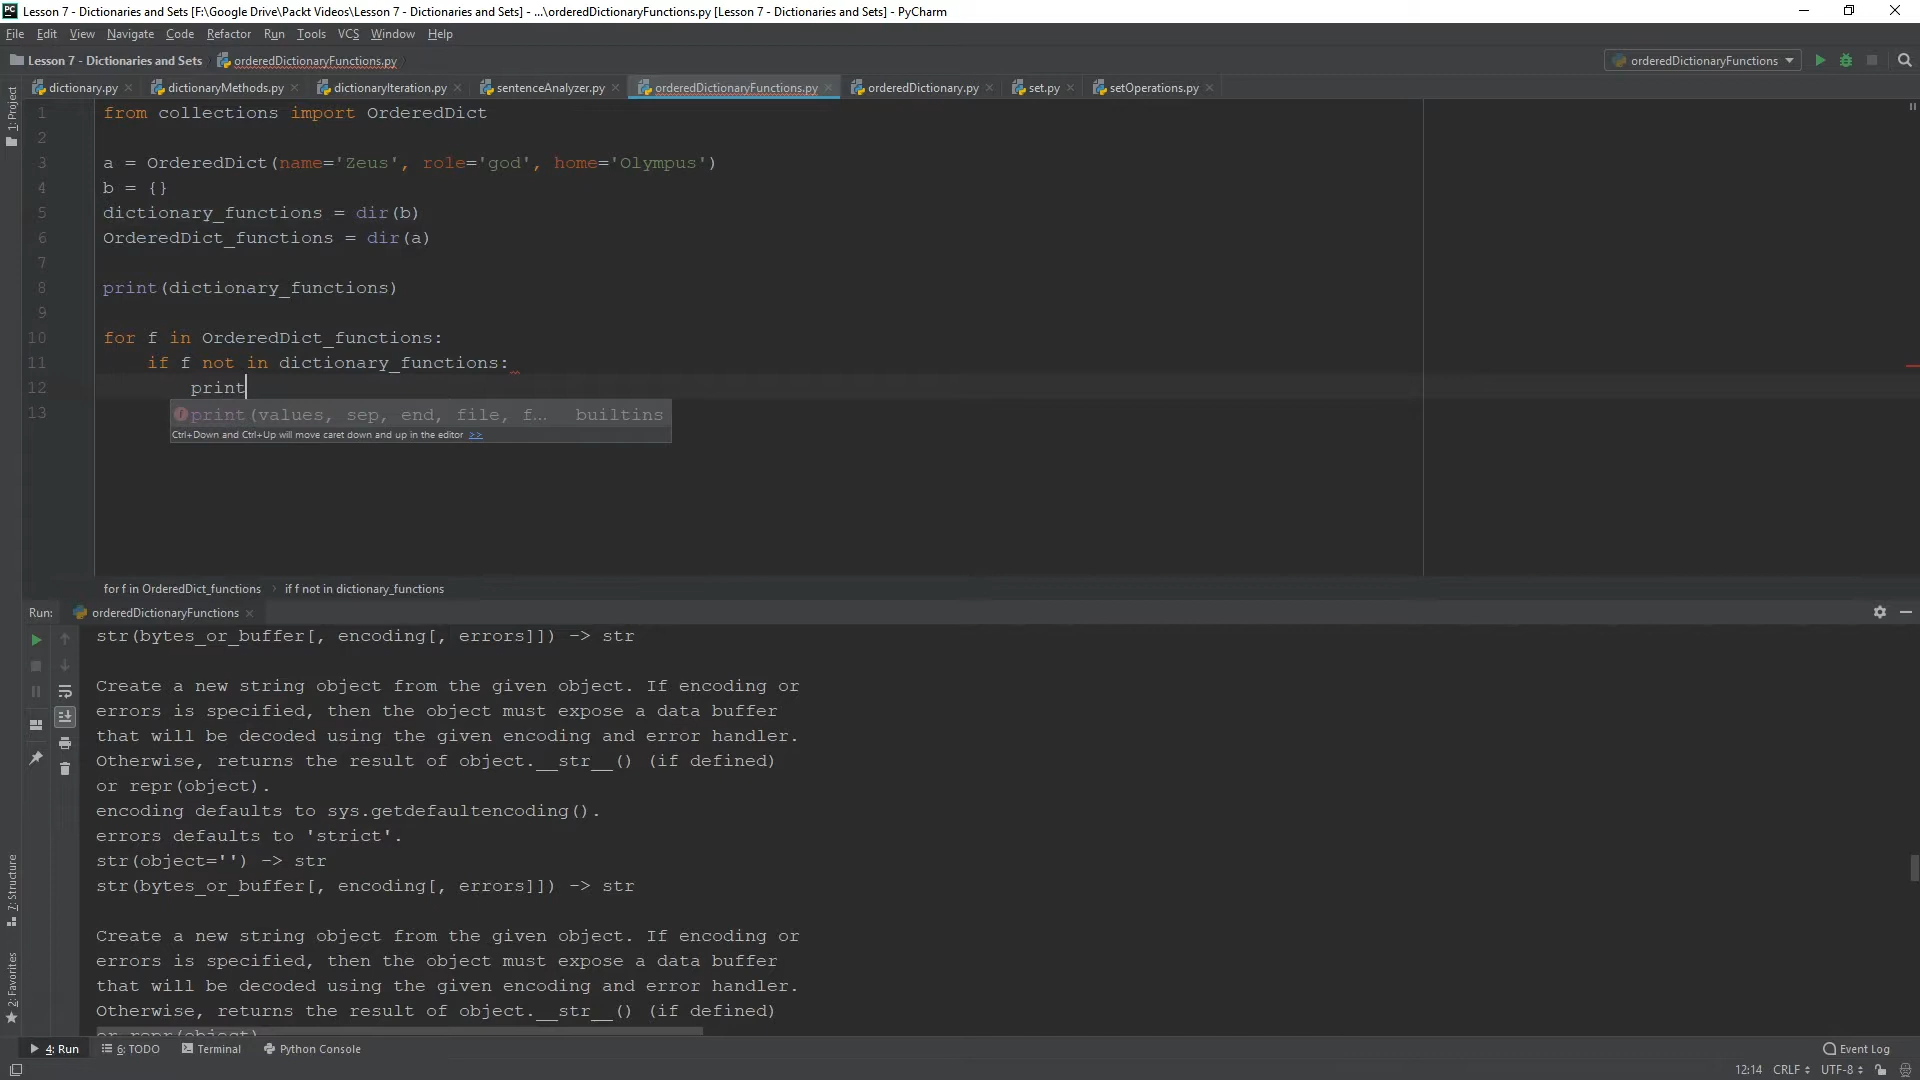 Lesson 7 - Dictionaries and Sets [F:\Google Drive\Packt Videos\Lesson 7 - Dictionaries and Sets] - ...\orderedDictionaryFunctions.py [Lesson 7 - Dictionaries and Sets] - PyCharm
File Edit View Navigate Code Refactor Run Tools VCS Window Help
Lesson 7 - Dictionaries and Sets orderedDictionaryFunctions.py orderedDictionaryFunctions
dictionary.py dictionaryMethods.py dictionaryIteration.py sentenceAnalyzer.py orderedDictionaryFunctions.py orderedDictionary.py set.py setOperations.py
1: Project
1 from collections import OrderedDict
2
3 a = OrderedDict(name='Zeus', role='god', home='Olympus')
4 b = {}
5 dictionary_functions = dir(b)
6 OrderedDict_functions = dir(a)
7
8 print(dictionary_functions)
9
10 for f in OrderedDict_functions:
11 if f not in dictionary_functions:
12 print
13 print(values, sep, end, file, f... builtins
Ctrl+Down and Ctrl+Up will move caret down and up in the editor >>
for f in OrderedDict_functions › if f not in dictionary_functions
Run: orderedDictionaryFunctions
str(bytes_or_buffer[, encoding[, errors]]) -> str
Create a new string object from the given object. If encoding or
errors is specified, then the object must expose a data buffer
that will be decoded using the given encoding and error handler.
Otherwise, returns the result of object.__str__() (if defined)
or repr(object).
encoding defaults to sys.getdefaultencoding().
errors defaults to 'strict'.
str(object='') -> str
str(bytes_or_buffer[, encoding[, errors]]) -> str
Create a new string object from the given object. If encoding or
errors is specified, then the object must expose a data buffer
that will be decoded using the given encoding and error handler.
Otherwise, returns the result of object.__str__() (if defined)
or repr(object).
7: Structure
2: Favorites
4: Run 6: TODO Terminal Python Console Event Log
12:14 CRLF UTF-8